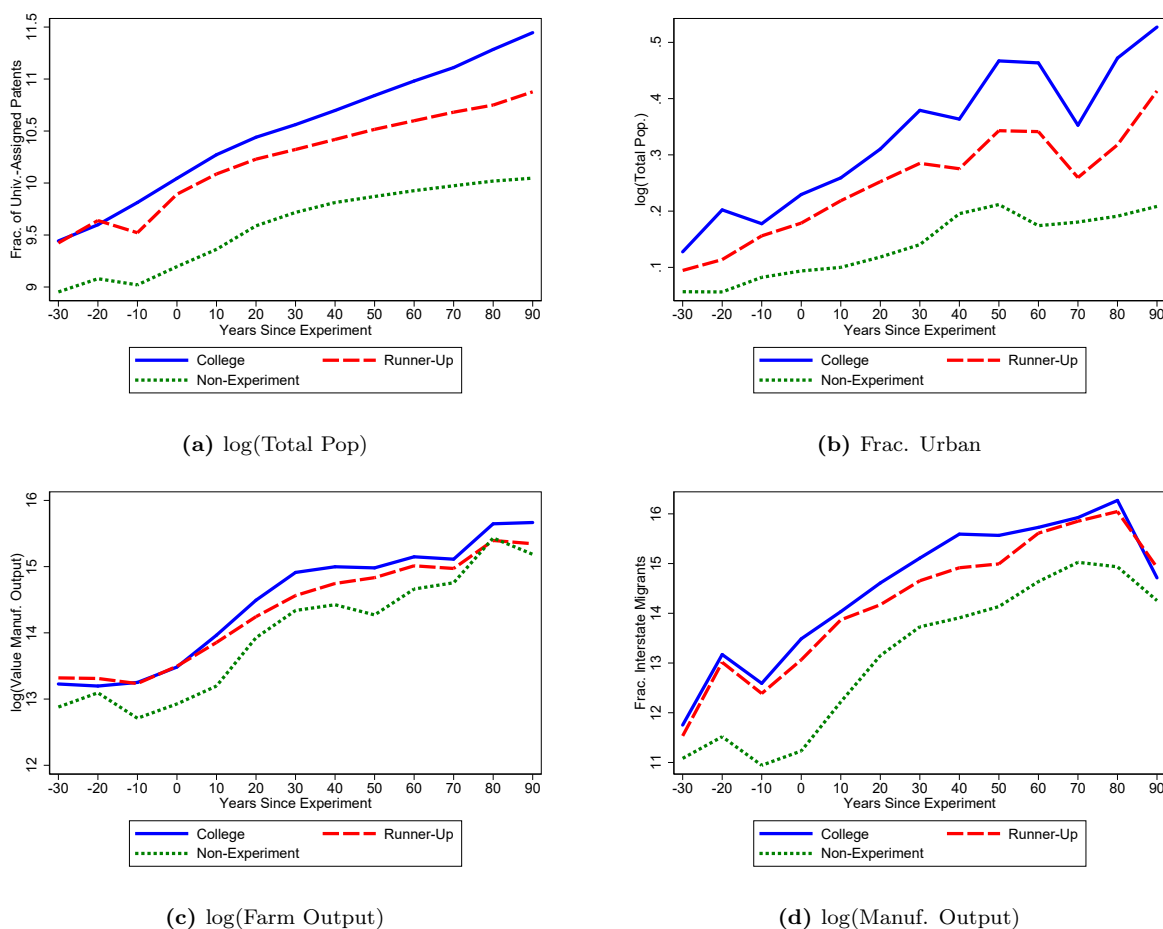 Frac. of Univ.-Assigned Patents
11.5
11
10.5
10
9.5
9
-30 -20 -10 0 10 20 30 40 50 60 70 80 90
Years Since Experiment
College Runner-Up
Non-Experiment
(a) log(Total Pop)
log(Total Pop.)
.5
.4
.3
.2
.1
-30 -20 -10 0 10 20 30 40 50 60 70 80 90
Years Since Experiment
College Runner-Up
Non-Experiment
(b) Frac. Urban
log(Value Manuf. Output)
16
15
14
13
12
-30 -20 -10 0 10 20 30 40 50 60 70 80 90
Years Since Experiment
College Runner-Up
Non-Experiment
(c) log(Farm Output)
Frac. Interstate Migrants
16
15
14
13
12
11
-30 -20 -10 0 10 20 30 40 50 60 70 80 90
Years Since Experiment
College Runner-Up
Non-Experiment
(d) log(Manuf. Output)